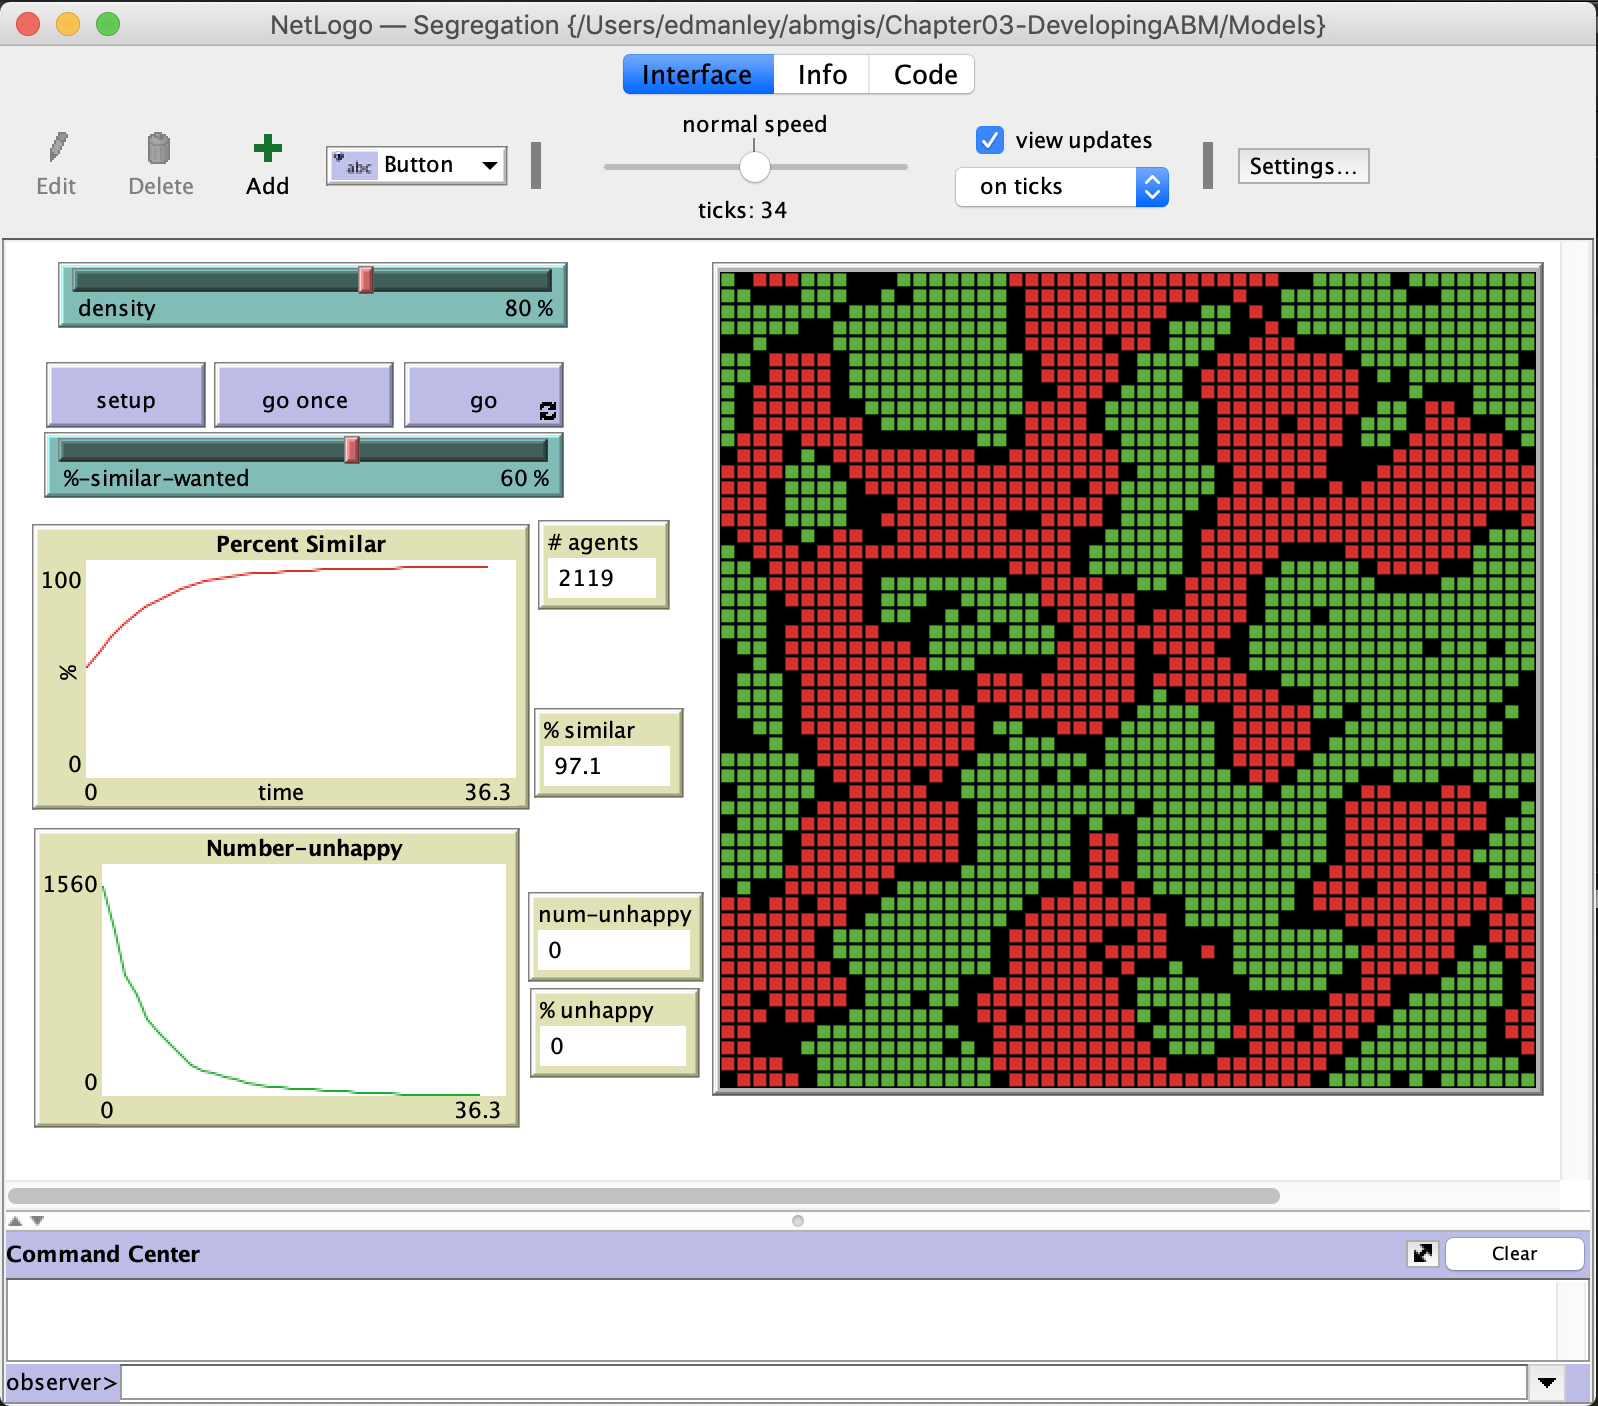 NetLogo — Segregation {/Users/edmanley/abmgis/Chapter03-DevelopingABM/Models}
Interface Info Code
Edit Delete Add
abc Button
normal speed
ticks: 34
view updates
on ticks
Settings...
density 80 %
setup go once go
%-similar-wanted 60 %
Percent Similar
100
%
0
0 time 36.3
# agents
2119
% similar
97.1
Number-unhappy
1560
0
0 36.3
num-unhappy
0
% unhappy
0
Command Center
Clear
observer>